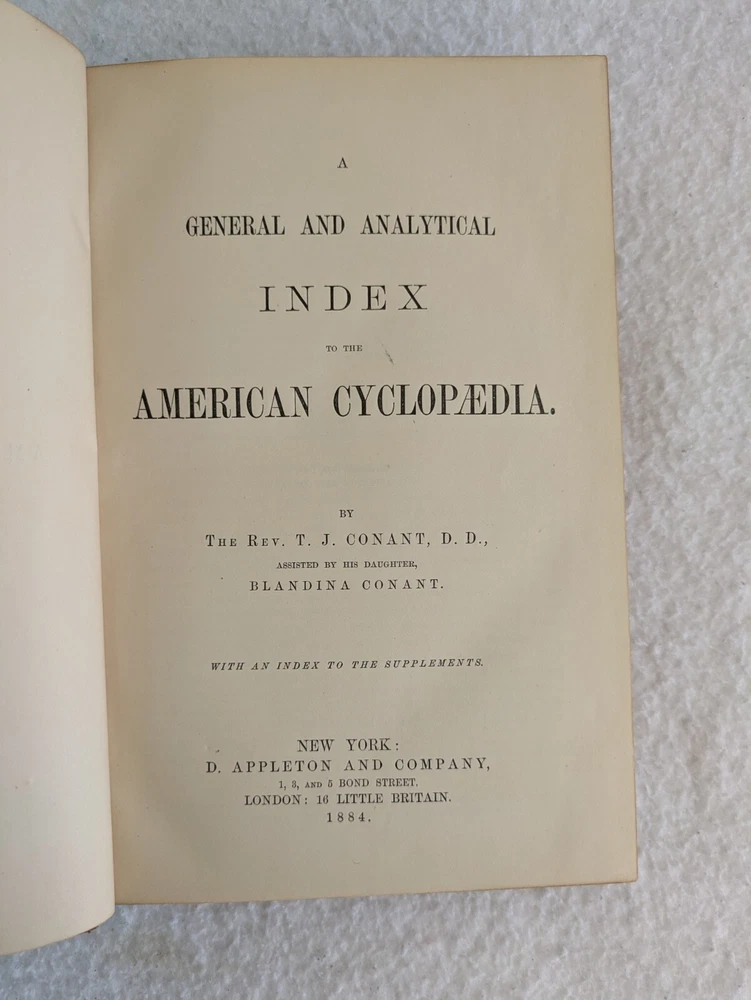 A
GENERAL AND ANALYTICAL
INDEX
TO THE
AMERICAN CYCLOPÆDIA.
BY
THE REV. T. J. CONANT, D. D.,
ASSISTED BY HIS DAUGHTER,
BLANDINA CONANT.
WITH AN INDEX TO THE SUPPLEMENTS.
NEW YORK:
D. APPLETON AND COMPANY,
1, 3, AND 5 BOND STREET.
LONDON: 16 LITTLE BRITAIN.
1884.